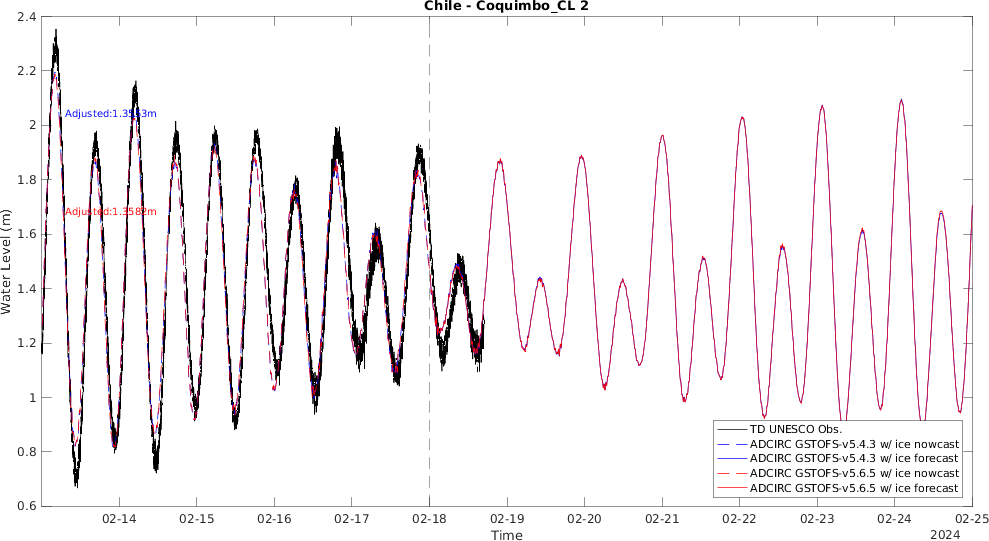 Chile - Coquimbo_CL 2
Water Level (m)
2.4
2.2
2
1.8
1.6
1.4
1.2
1
0.8
0.6
Adjusted:1.3553m
Adjusted:1.3582m
TD UNESCO Obs.
ADCIRC GSTOFS-v5.4.3 w/ ice nowcast
ADCIRC GSTOFS-v5.4.3 w/ ice forecast
ADCIRC GSTOFS-v5.6.5 w/ ice nowcast
ADCIRC GSTOFS-v5.6.5 w/ ice forecast
02-14 02-15 02-16 02-17 02-18 02-19 02-20 02-21 02-22 02-23 02-24 02-25
Time
2024